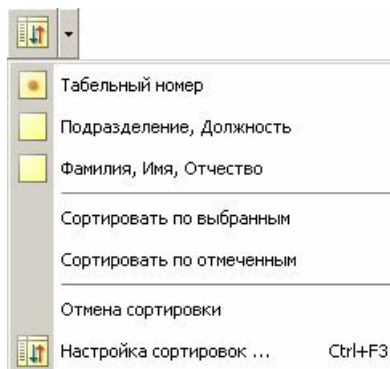 Табельный номер
Подразделение, Должность
Фамилия, Имя, Отчество
Сортировать по выбранным
Сортировать по отмеченным
Отмена сортировки
Настройка сортировок ... Ctrl+F3